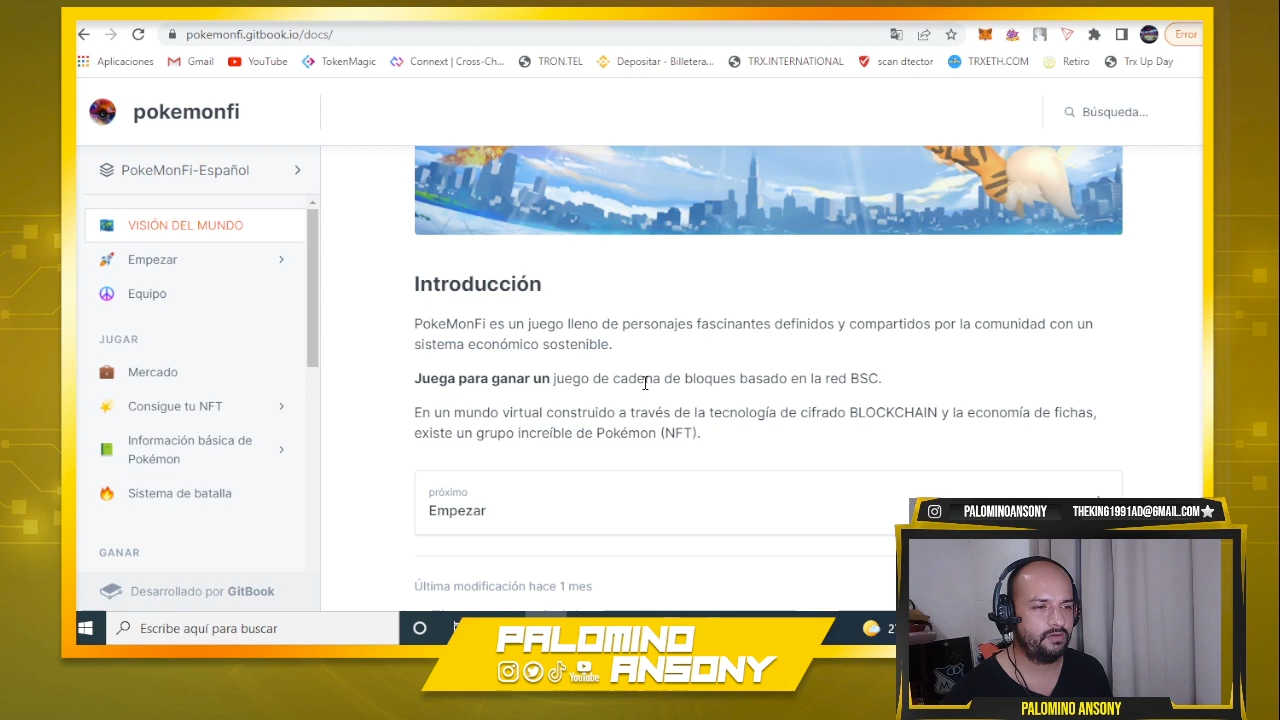 pokemonfi.gitbook.io/docs/
Error
Aplicaciones Gmail YouTube TokenMagic Connect | Cross-Ch... TRON.TEL Depositar - Billetera... TRX.INTERNATIONAL scan dtector TRXETH.COM Retiro Trx Up Day
pokemonfi
Búsqueda...
PokeMonFi-Español
VISIÓN DEL MUNDO
Empezar
Equipo
JUGAR
Mercado
Consigue tu NFT
Información básica de
Pokémon
Sistema de batalla
GANAR
Desarrollado por GitBook
Introducción
PokeMonFi es un juego lleno de personajes fascinantes definidos y compartidos por la comunidad con un
sistema económico sostenible.
Juega para ganar un juego de cadena de bloques basado en la red BSC.
En un mundo virtual construido a través de la tecnología de cifrado BLOCKCHAIN y la economía de fichas,
existe un grupo increíble de Pokémon (NFT).
próximo
Empezar
Última modificación hace 1 mes
Escribe aquí para buscar
PALOMINO
ANSONY
YouTube
PALOMINOANSONY THEKING1991AD@GMAIL.COM
PALOMINO ANSONY